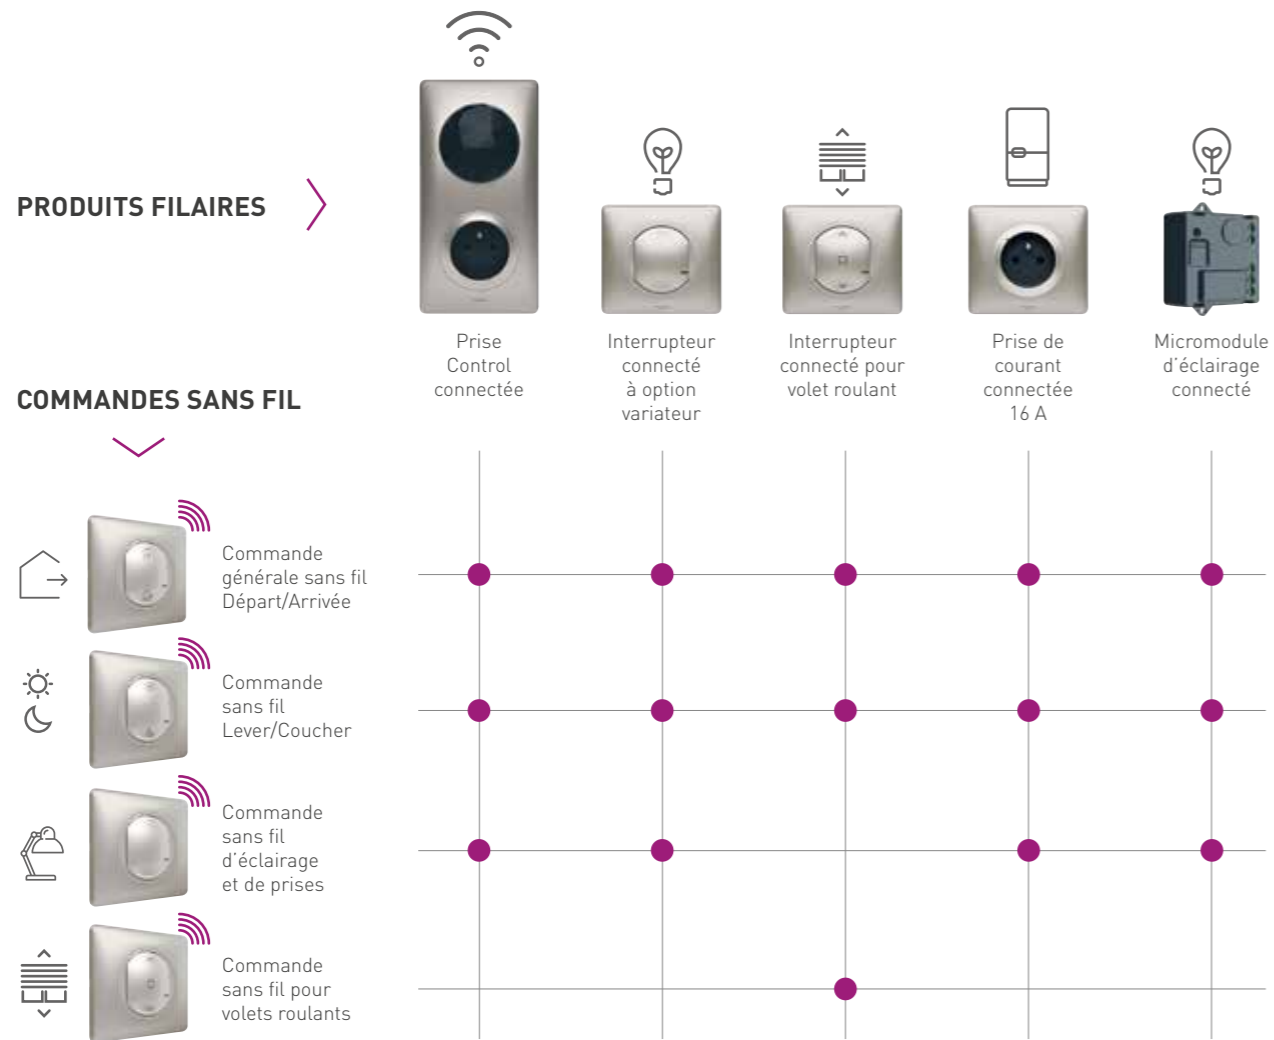 PRODUITS FILAIRES
Prise
Control
connectée
Interrupteur
connecté
à option
variateur
Interrupteur
connecté pour
volet roulant
Prise de
courant
connectée
16 A
Micromodule
d'éclairage
connecté
COMMANDES SANS FIL
Commande
générale sans fil
Départ/Arrivée
Commande
sans fil
Lever/Coucher
Commande
sans fil
d'éclairage
et de prises
Commande
sans fil pour
volets roulants